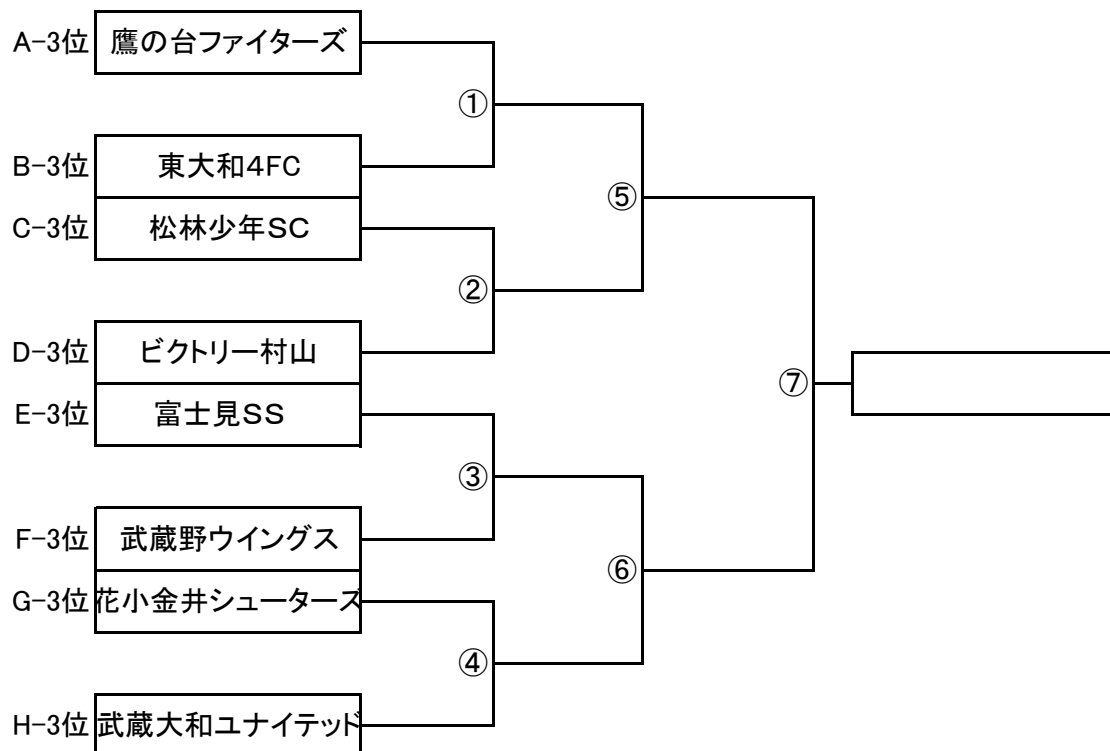 A-3位 鷹の台ファイターズ
①
B-3位 東大和4FC
⑤
C-3位 松林少年SC
②
D-3位 ビクトリー村山
⑦
E-3位 富士見SS
③
F-3位 武蔵野ウイングス
⑥
G-3位 花小金井シューターズ
④
H-3位 武蔵大和ユナイテッド